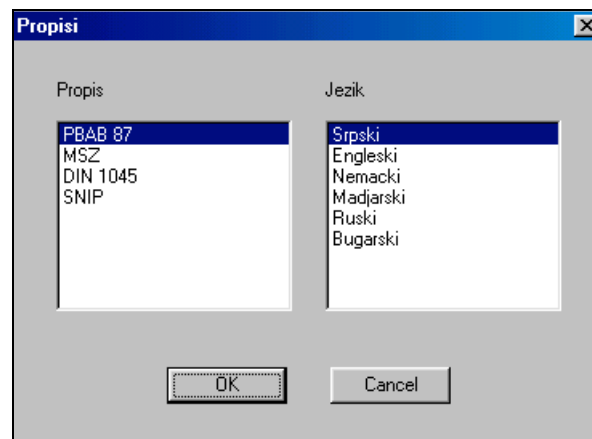 Propisi
Propis
Jezik
PBAB 87
MSZ
DIN 1045
SNIP
Srpski
Engleski
Nemacki
Madjarski
Ruski
Bugarski
OK
Cancel